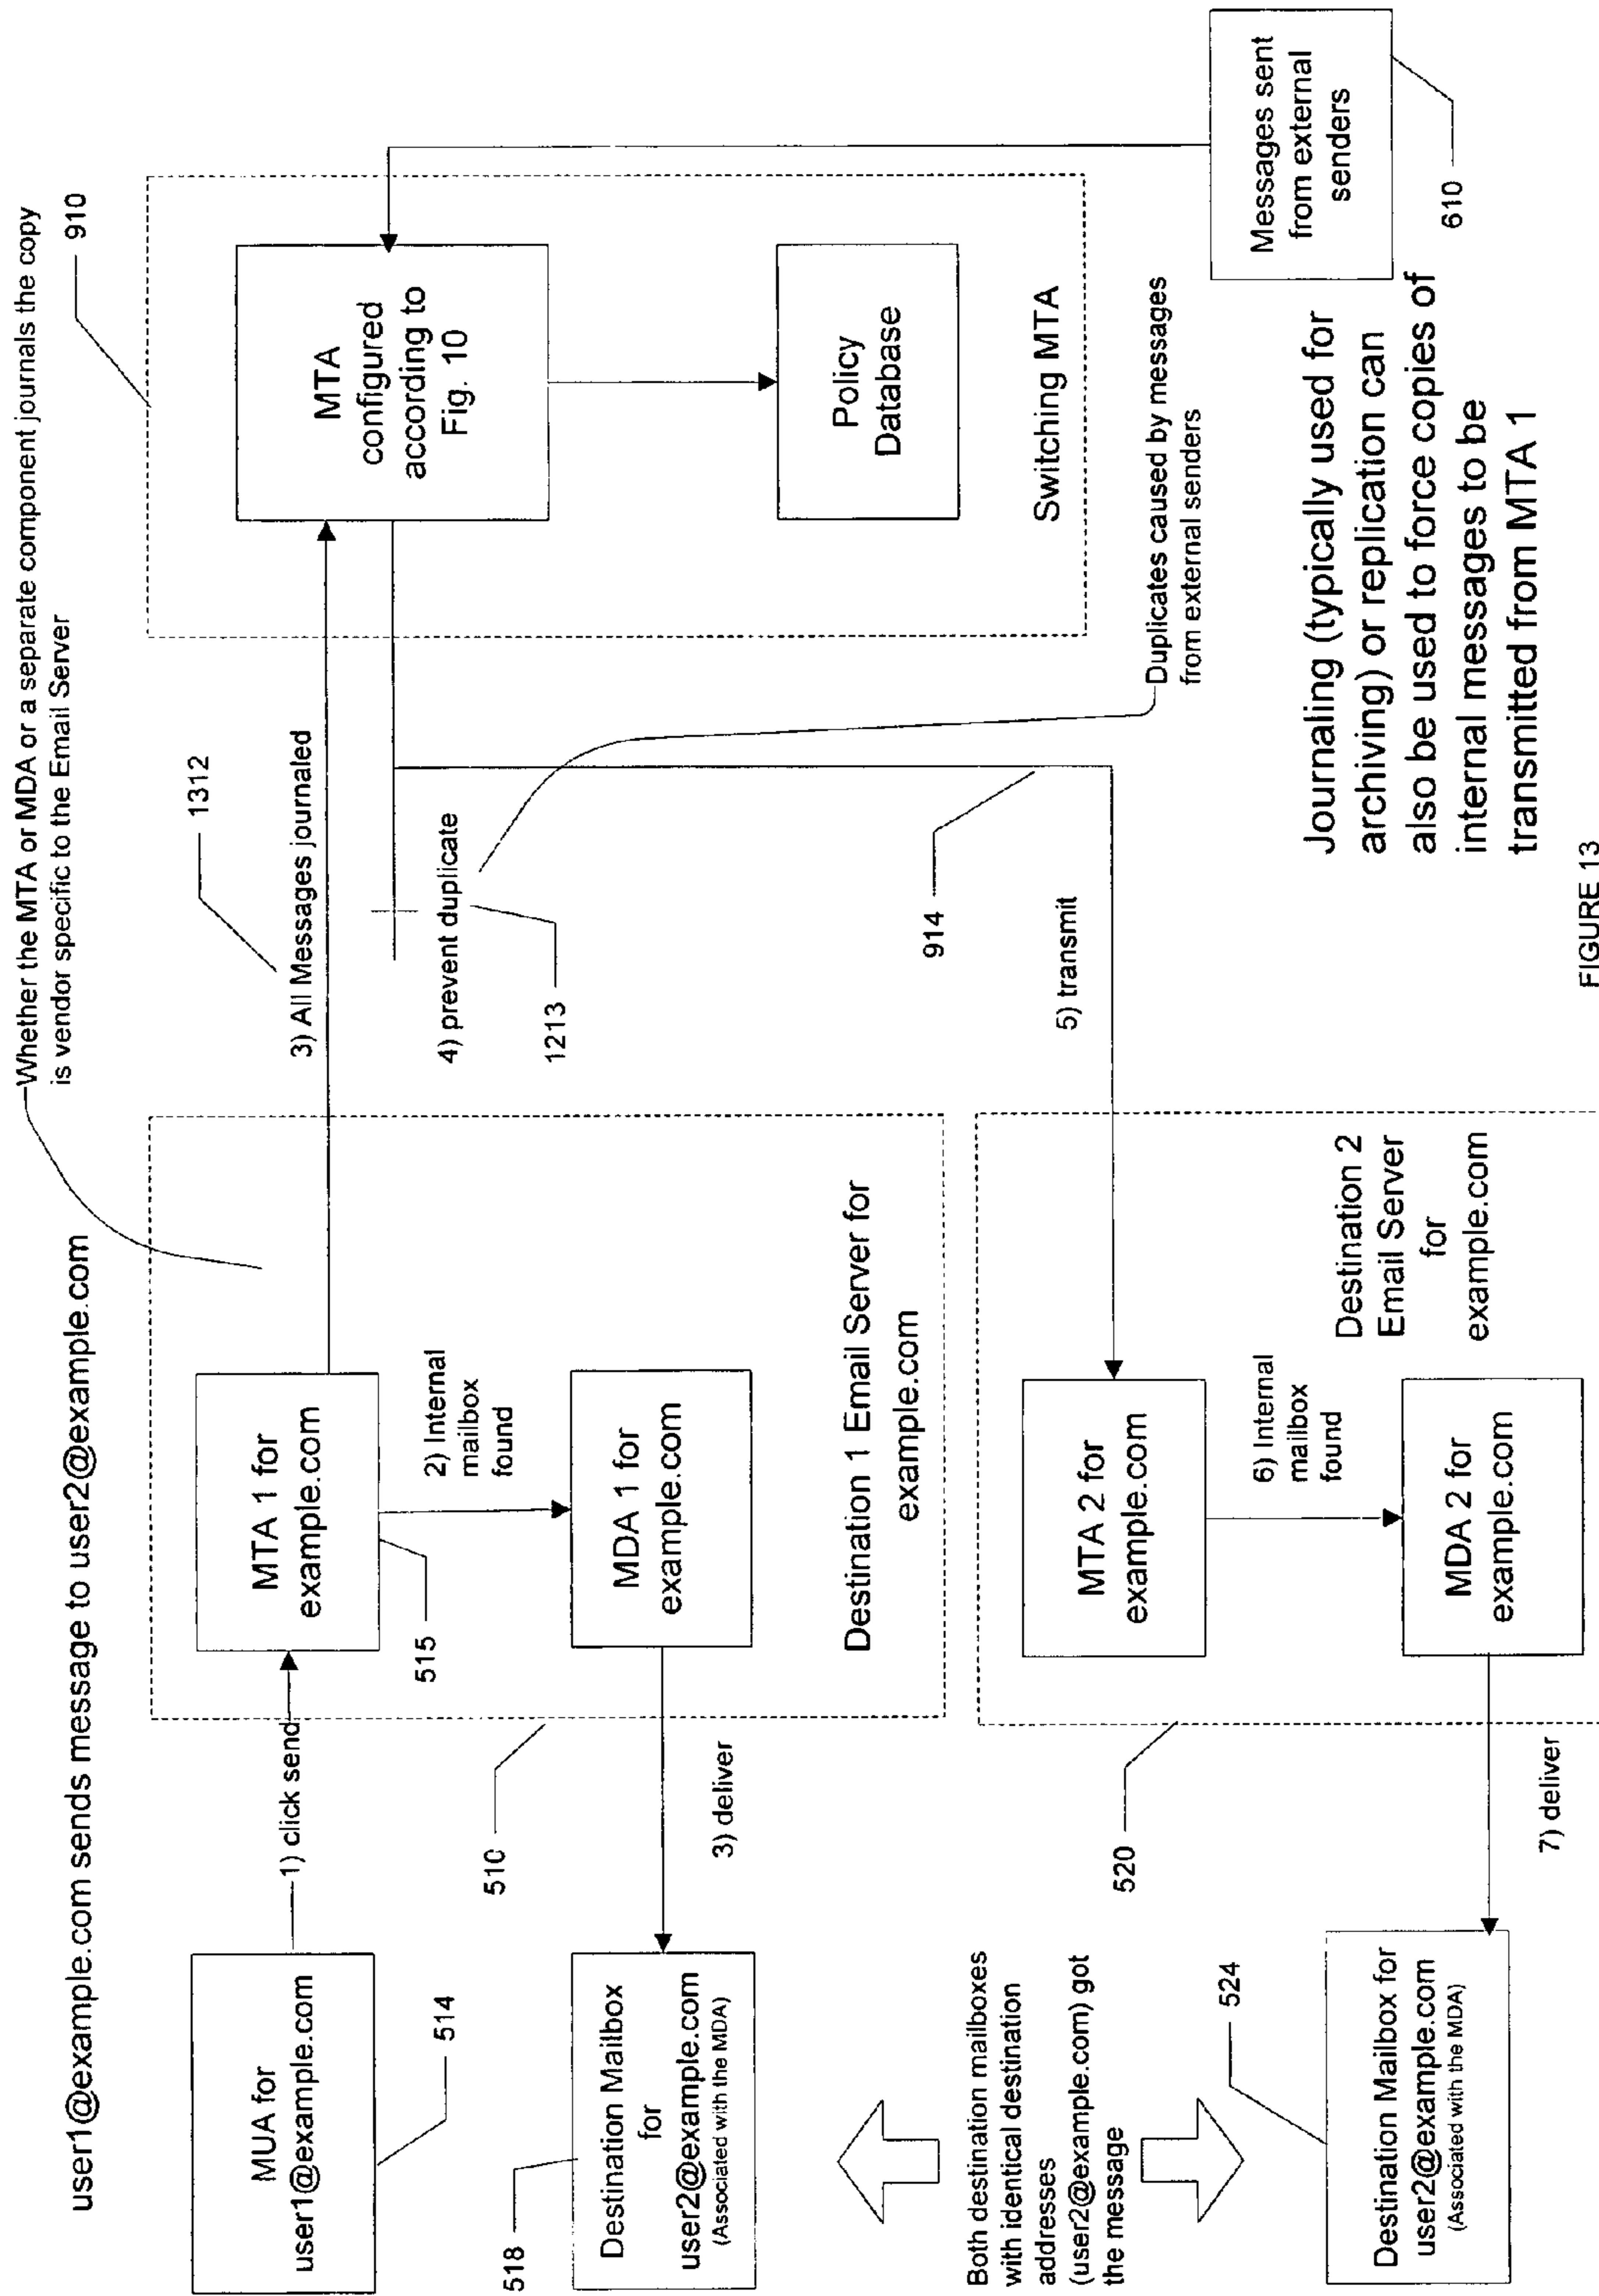 user1@example.com sends message to user2@example.com
Whether the MTA or MDA or a separate component journals the copy
is vendor specific to the Email Server
910
MUA for
user1@example.com
514
1) click send
MTA 1 for
example.com
515
2) Internal
mailbox
found
MDA 1 for
example.com
Destination 1 Email Server for
example.com
510
3) deliver
518
Destination Mailbox
for
user2@example.com
(Associated with the MDA)
1312
3) All Messages journaled
4) prevent duplicate
1213
MTA
configured
according to
Fig. 10
Policy
Database
Switching MTA
Duplicates caused by messages
from external senders
Messages sent
from external
senders
610
914
5) transmit
Both destination mailboxes
with identical destination
addresses
(user2@example.com) got
the message
524
Destination Mailbox for
user2@example.com
(Associated with the MDA)
520
7) deliver
MTA 2 for
example.com
6) Internal
mailbox
found
MDA 2 for
example.com
Destination 2
Email Server
for
example.com
Journaling (typically used for
archiving) or replication can
also be used to force copies of
internal messages to be
transmitted from MTA 1
FIGURE 13